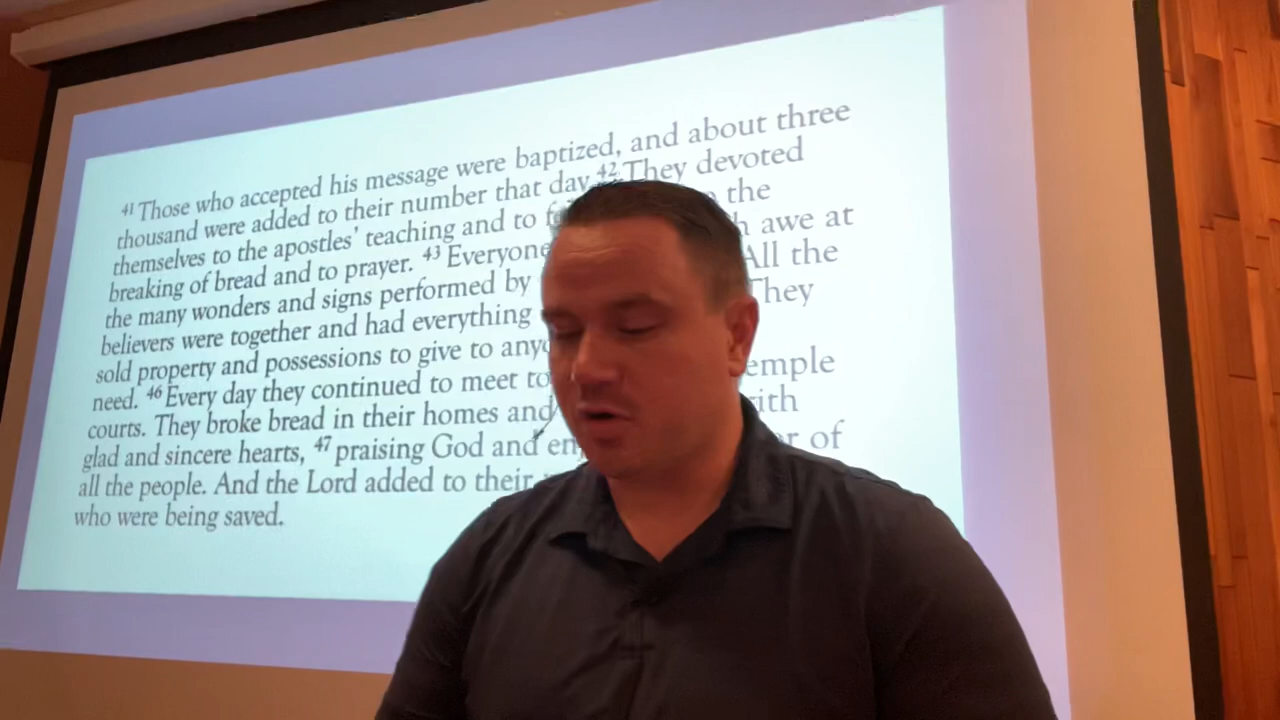 41 Those who accepted his message were baptized, and about three
thousand were added to their number that day. 42 They devoted
themselves to the apostles’ teaching and to the
breaking of bread and to prayer. 43 Everyone awe at
the many wonders and signs performed by All the
believers were together and had everything They
sold property and possessions to give to
need. 46 Every day they continued to meet temple
courts. They broke bread in their homes and with
glad and sincere hearts, 47 praising God and of
all the people. And the Lord added to their
who were being saved.